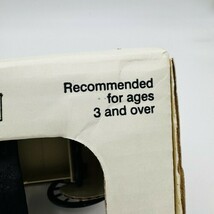 Recommended
for ages
3 and over